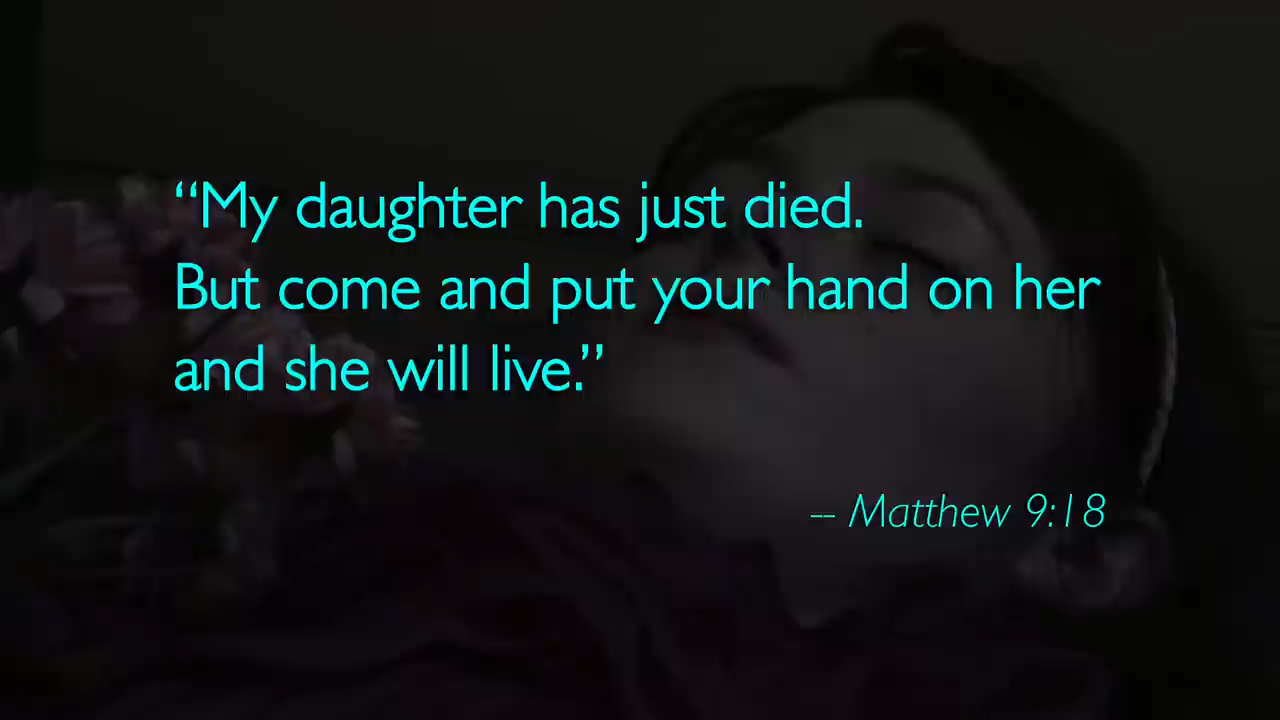 “My daughter has just died.
But come and put your hand on her
and she will live.”
-- Matthew 9:18